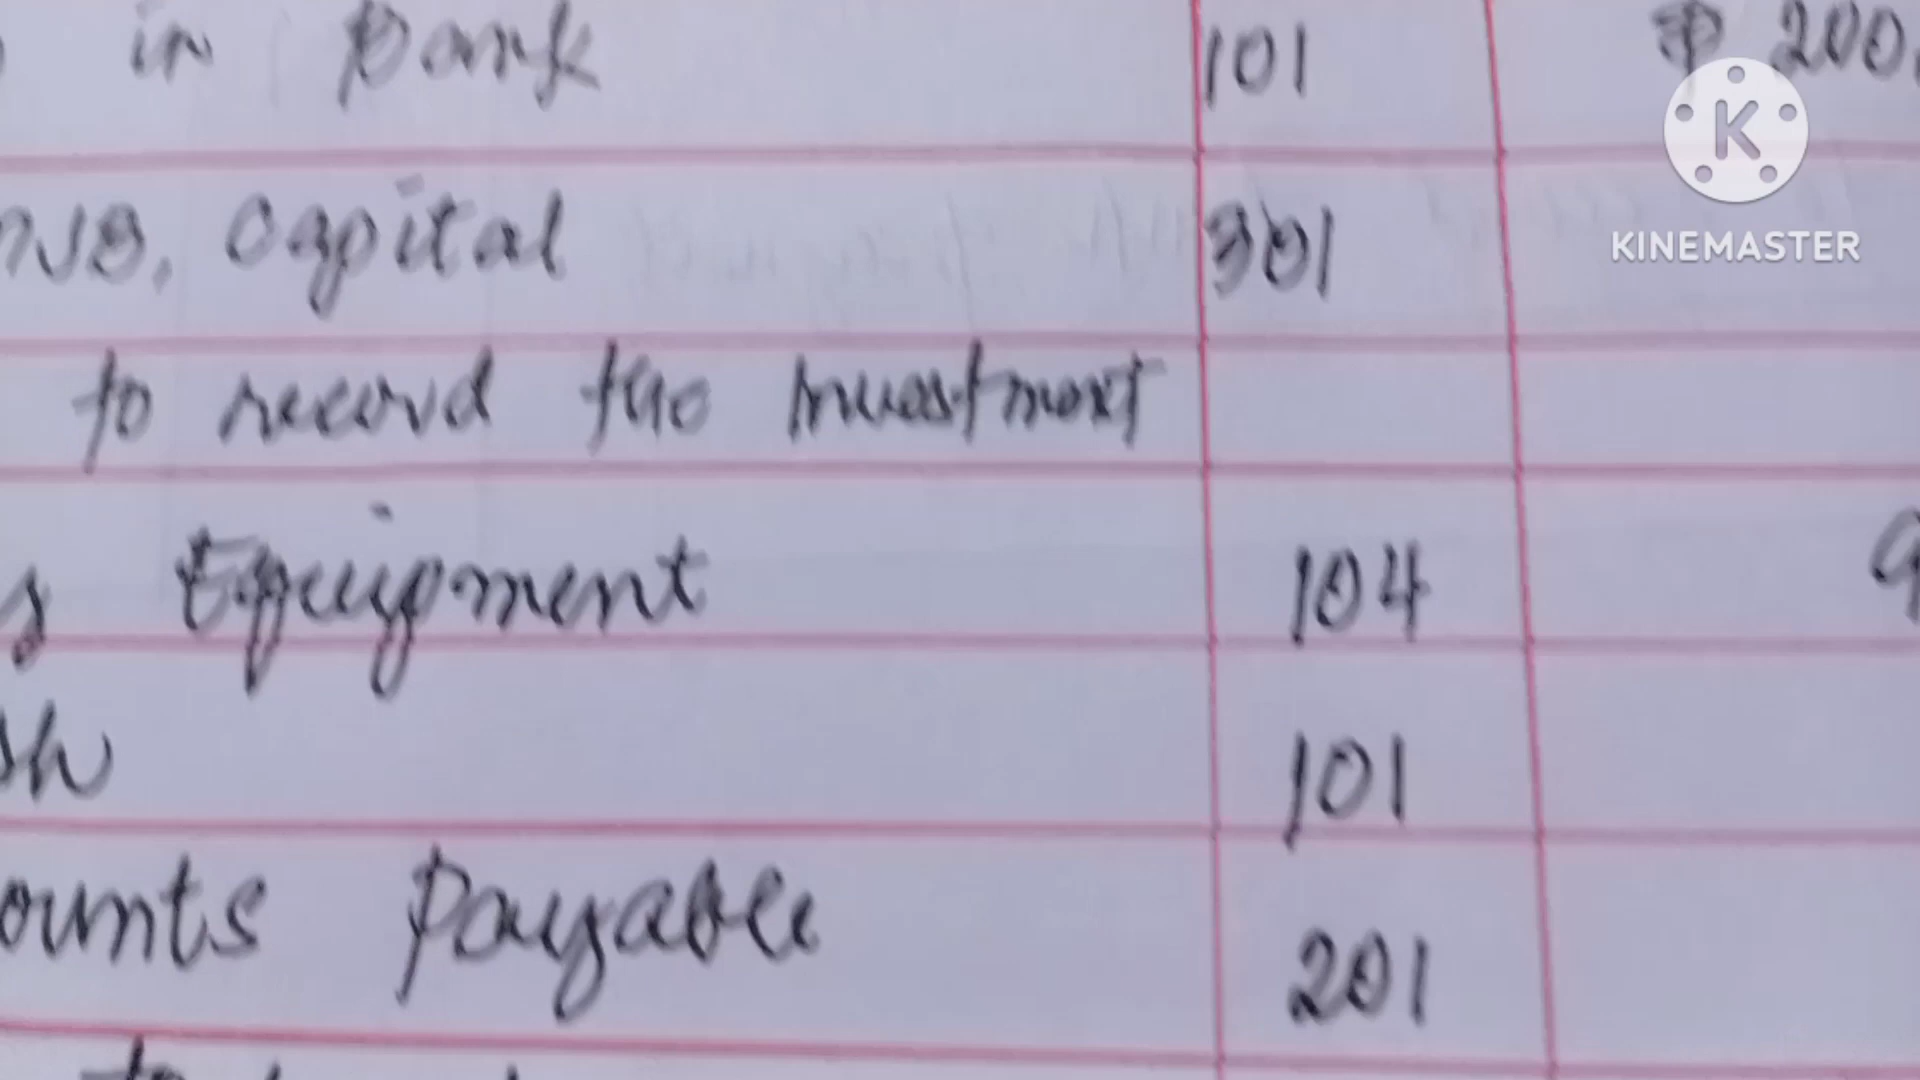 in Bank 101 ₱ 200,
Capital 301
to record the investment
Equipment 104
101
ounts Payable 201
K
KINEMASTER